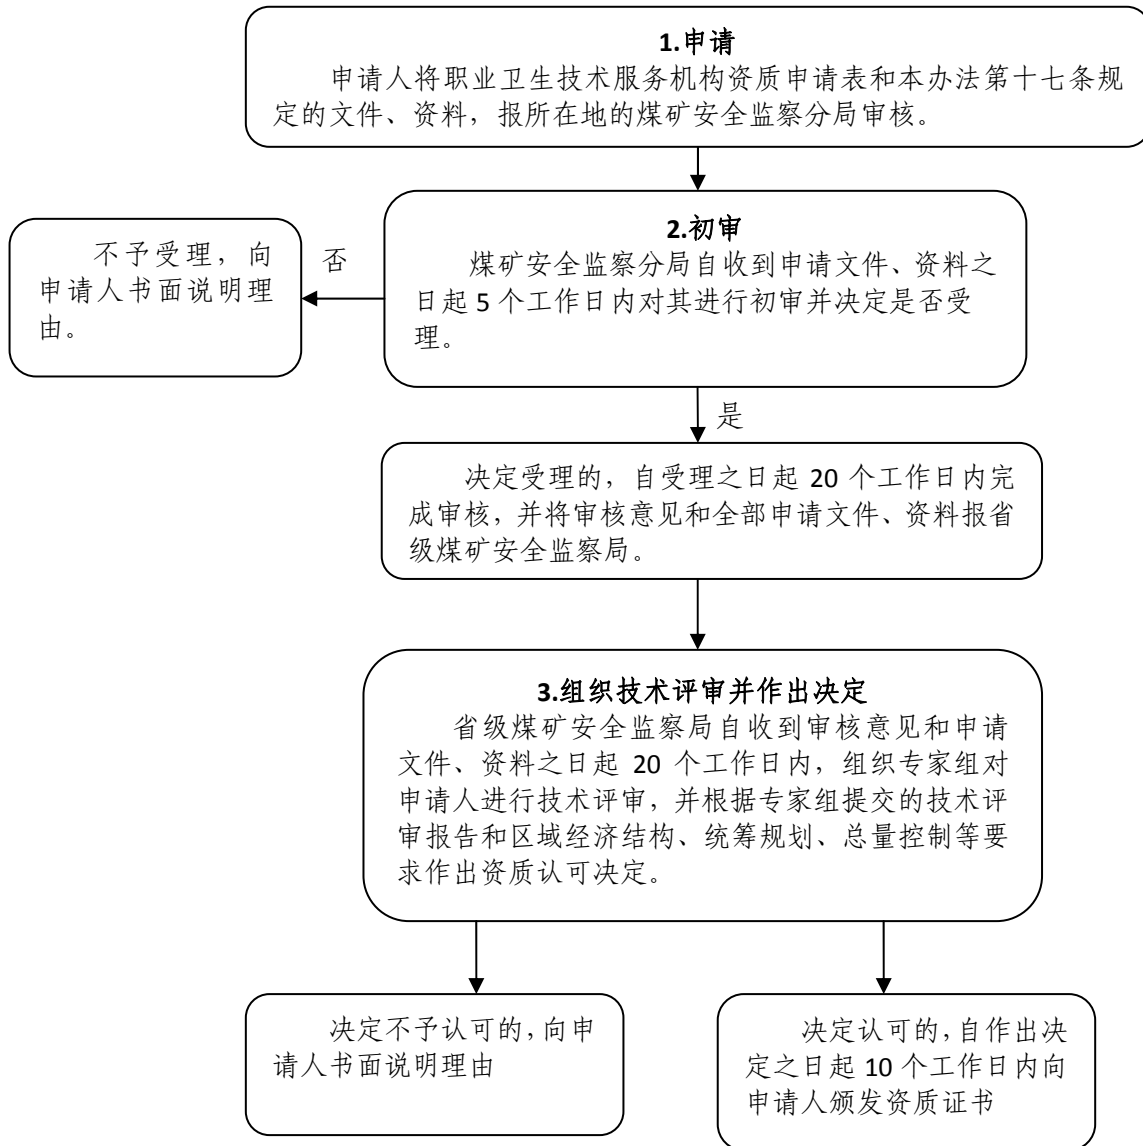 1.申请
申请人将职业卫生技术服务机构资质申请表和本办法第十七条规
定的文件、资料，报所在地的煤矿安全监察分局审核。
2.初审
煤矿安全监察分局自收到申请文件、资料之
日起 5 个工作日内对其进行初审并决定是否受
理。
否
不予受理，向
申请人书面说明理
由。
是
决定受理的，自受理之日起 20 个工作日内完
成审核，并将审核意见和全部申请文件、资料报省
级煤矿安全监察局。
3.组织技术评审并作出决定
省级煤矿安全监察局自收到审核意见和申请
文件、资料之日起 20 个工作日内，组织专家组对
申请人进行技术评审，并根据专家组提交的技术评
审报告和区域经济结构、统筹规划、总量控制等要
求作出资质认可决定。
决定不予认可的，向申
请人书面说明理由
决定认可的，自作出决
定之日起 10 个工作日内向
申请人颁发资质证书